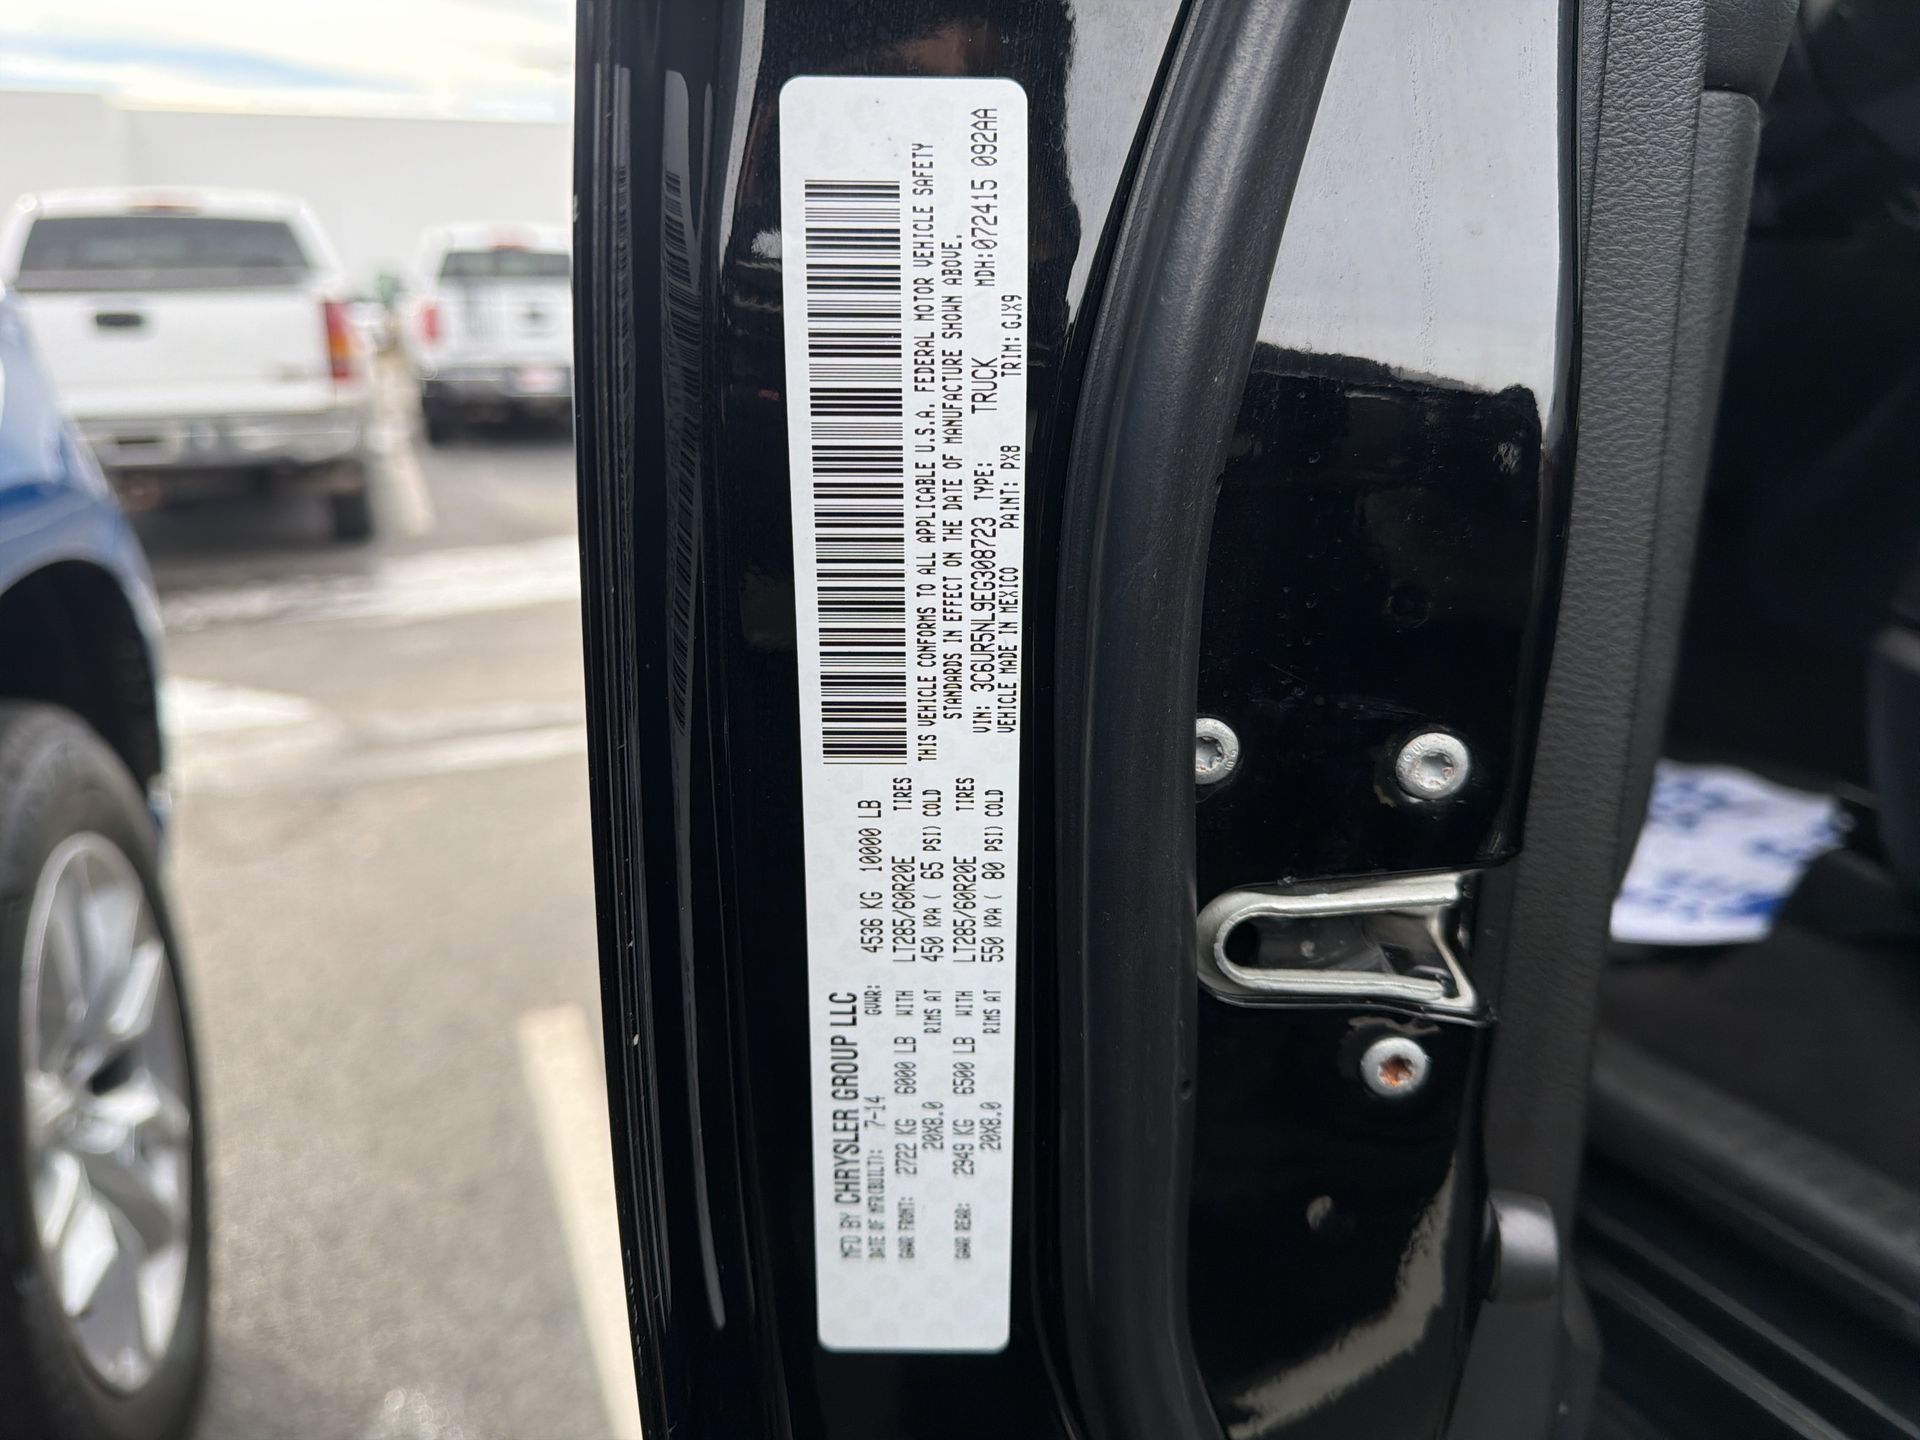 MFD BY CHRYSLER GROUP LLC
DATE OF MFR(BUILT): 7-14 GVWR: 4536 KG 10000 LB
GAWR FRONT: 2722 KG 6000 LB WITH LT285/60R20E TIRES
20X8.0 RIMS AT 450 KPA( 65 PSI) COLD
GAWR REAR: 2949 KG 6500 LB WITH LT285/60R20E TIRES
20X8.0 RIMS AT 550 KPA( 80 PSI) COLD
THIS VEHICLE CONFORMS TO ALL APPLICABLE U.S.A. FEDERAL MOTOR VEHICLE SAFETY
STANDARDS IN EFFECT ON THE DATE OF MANUFACTURE SHOWN ABOVE.
VIN: 3C6UR5NL9EG308723 TYPE: TRUCK MDH:072415 092AA
VEHICLE MADE IN MEXICO PAINT: PX8 TRIM: GJX9